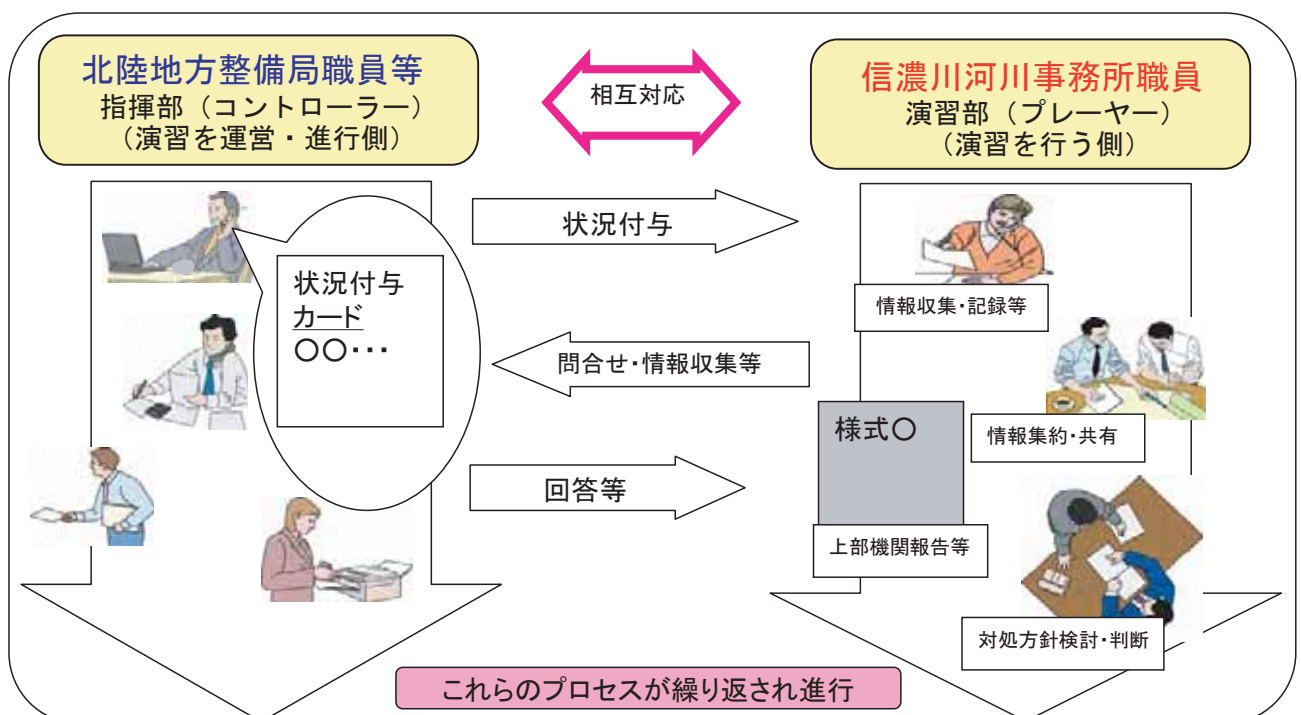 北陸地方整備局職員等
指揮部（コントローラー）
（演習を運営・進行側）
相互対応
信濃川河川事務所職員
演習部（プレーヤー）
（演習を行う側）
状況付与
状況付与
カード
〇〇･･･
情報収集・記録等
問合せ・情報収集等
様式〇
情報集約・共有
回答等
上部機関報告等
対処方針検討・判断
これらのプロセスが繰り返され進行